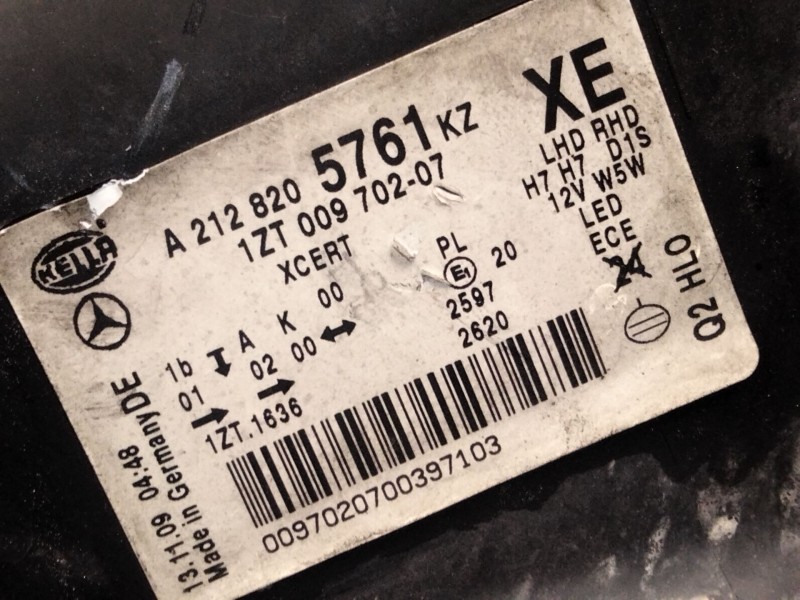 XE
A 212 820 5761 KZ
LHD RHD
1ZT 009 702-07
H7 H7 D1S
12V W5W
XCERT
LED
ECE
24
HELLA
PL
E1 20
00
2597
1b A K
01 02 00
2620
1ZT.1636
0097020700397103
DE
Made in Germany
13.11.09 04:48
Q2 HLO